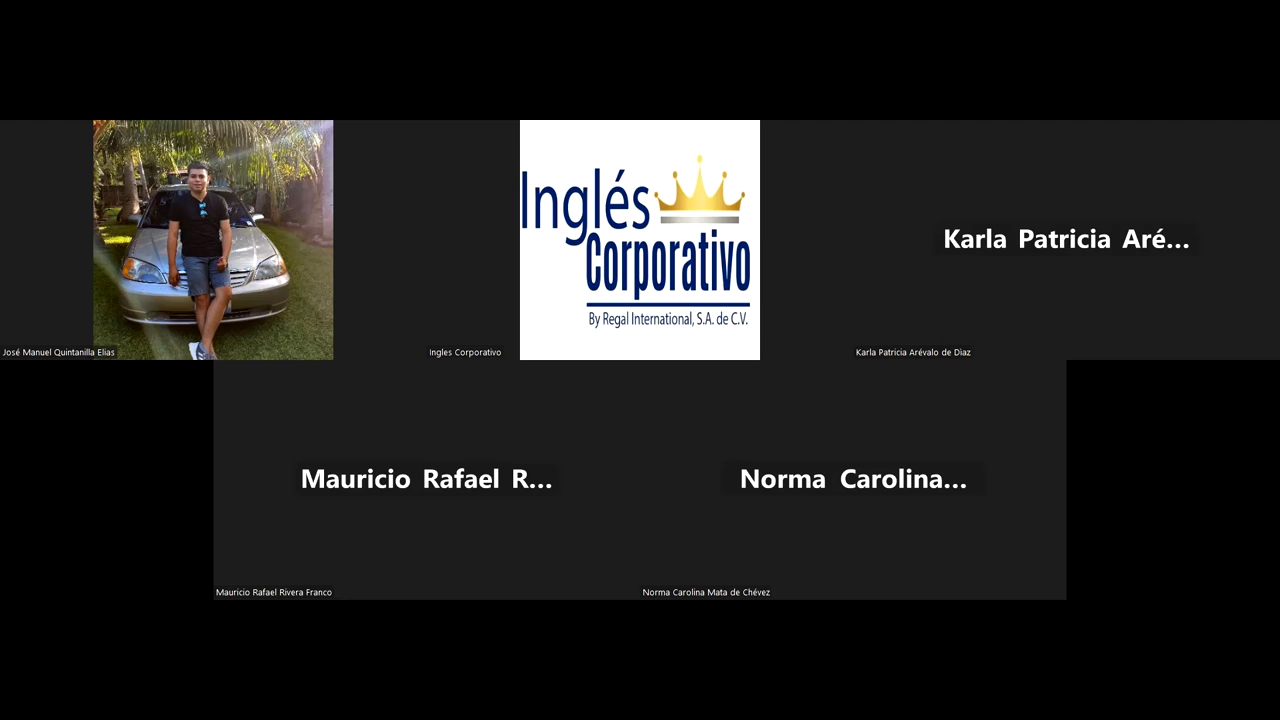 Inglés
Corporativo
By Regal International, S.A. de C.V.
Karla Patricia Aré...
José Manuel Quintanilla Elias
Ingles Corporativo
Karla Patricia Arévalo de Dìaz
Mauricio Rafael R...
Norma Carolina...
Mauricio Rafael Rivera Franco
Norma Carolina Mata de Chévez